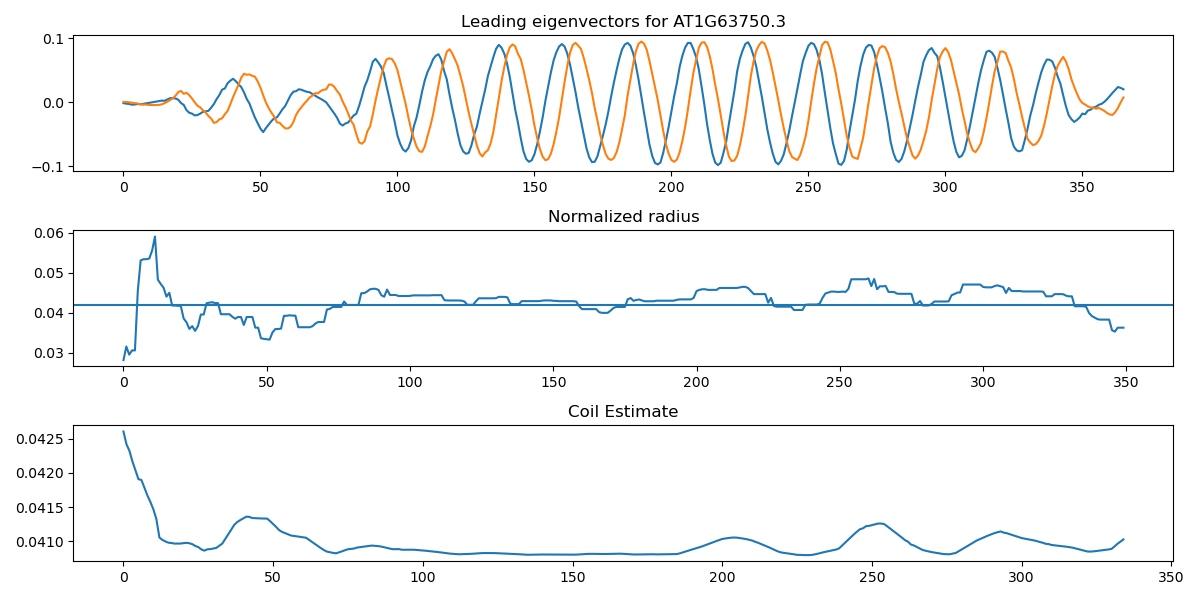 Leading eigenvectors for AT1G63750.3
0.1
0.0
−0.1
0 50 100 150 200 250 300 350
Normalized radius
0.06
0.05
0.04
0.03
0 50 100 150 200 250 300 350
Coil Estimate
0.0425
0.0420
0.0415
0.0410
0 50 100 150 200 250 300 350